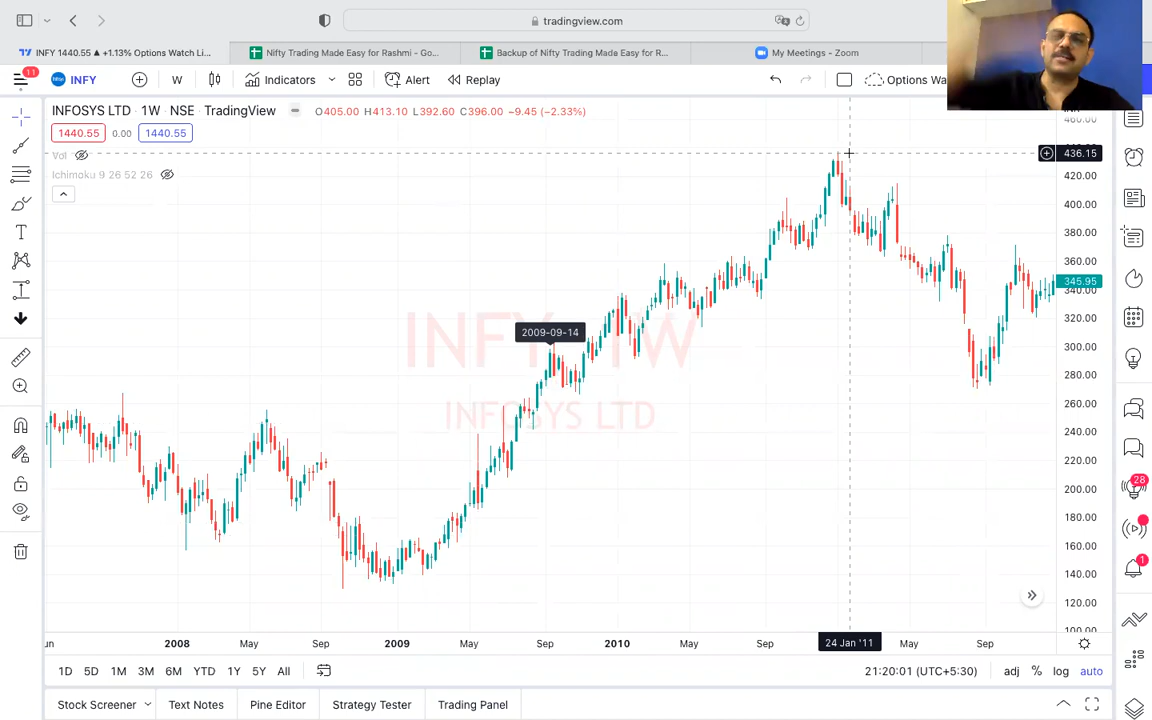 tradingview.com
INFY 1440.55 ▲ +1.13% Options Watch Li...
Nifty Trading Made Easy for Rashmi - Go...
Backup of Nifty Trading Made Easy for R...
My Meetings - Zoom
11
INFY
W
Indicators
Alert
Replay
Options Wa
INFOSYS LTD · 1W · NSE TradingView
O405.00 H413.10 L392.60 C396.00 −9.45 (−2.33%)
1440.55 0.00 1440.55
Vol
Ichimoku 9 26 52 26
INFY, 1W
INFOSYS LTD
2009-09-14
460.00
436.15
420.00
400.00
380.00
360.00
345.95
340.00
320.00
300.00
280.00
260.00
240.00
220.00
200.00
180.00
160.00
140.00
120.00
100.00
28
1
un 2008 May Sep 2009 May Sep 2010 May Sep 24 Jan '11 May Sep
1D 5D 1M 3M 6M YTD 1Y 5Y All
21:20:01 (UTC+5:30) adj % log auto
Stock Screener Text Notes Pine Editor Strategy Tester Trading Panel